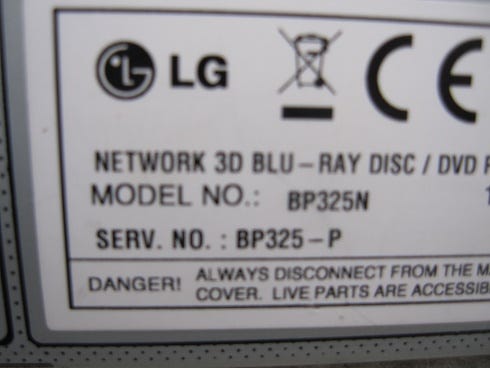 LG
NETWORK 3D BLU-RAY DISC / DVD
MODEL NO.: BP325N
SERV. NO. : BP325-P
DANGER! ALWAYS DISCONNECT FROM THE
COVER. LIVE PARTS ARE